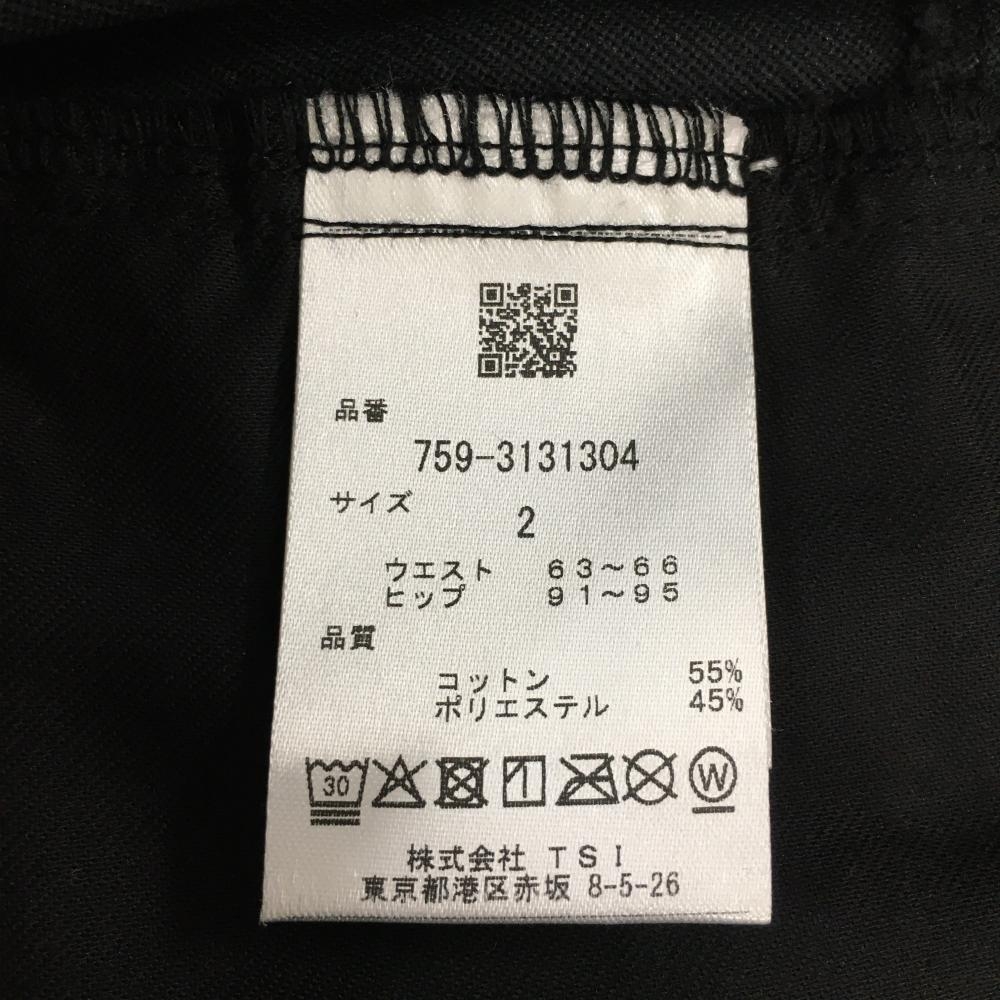 品番
759-3131304
サイズ
2
ウエスト 63～66
ヒップ 91～95
品質
コットン 55%
ポリエステル 45%
30 W
株式会社 TSI
東京都港区赤坂 8-5-26